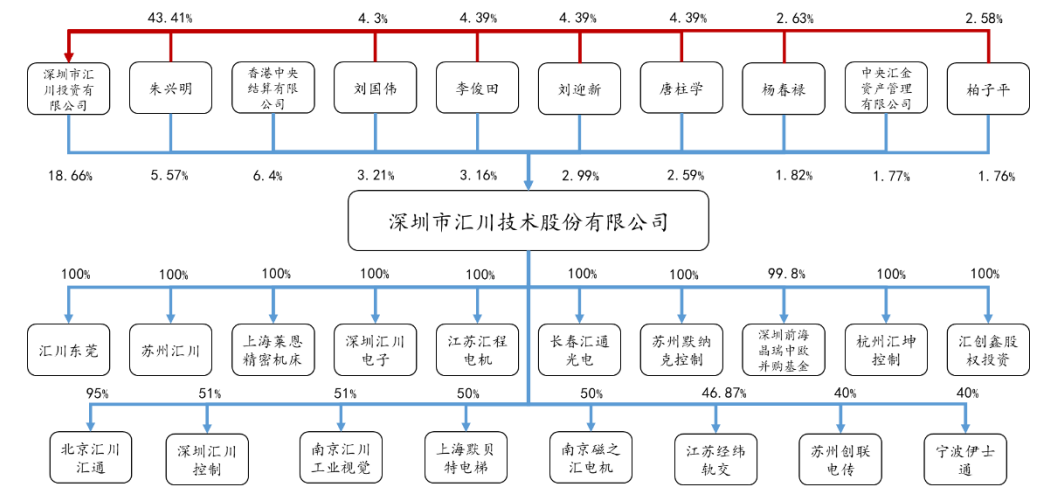 43.41%
4.3%
4.39%
4.39%
4.39%
2.63%
2.58%
深圳市汇
川投资有
限公司
朱兴明
香港中央
结算有限
公司
刘国伟
李俊田
刘迎新
唐柱学
杨春禄
中央汇金
资产管理
有限公司
柏子平
18.66%
5.57%
6.4%
3.21%
3.16%
2.99%
2.59%
1.82%
1.77%
1.76%
深圳市汇川技术股份有限公司
100%
100%
100%
100%
100%
100%
100%
99.8%
100%
100%
汇川东莞
苏州汇川
上海莱恩
精密机床
深圳汇川
电子
江苏汇程
电机
长春汇通
光电
苏州默纳
克控制
深圳前海
晶瑞中欧
并购基金
杭州汇坤
控制
汇创鑫股
权投资
95%
51%
51%
50%
50%
46.87%
40%
40%
北京汇川
汇通
深圳汇川
控制
南京汇川
工业视觉
上海默贝
特电梯
南京磁之
汇电机
江苏经纬
轨交
苏州创联
电传
宁波伊士
通